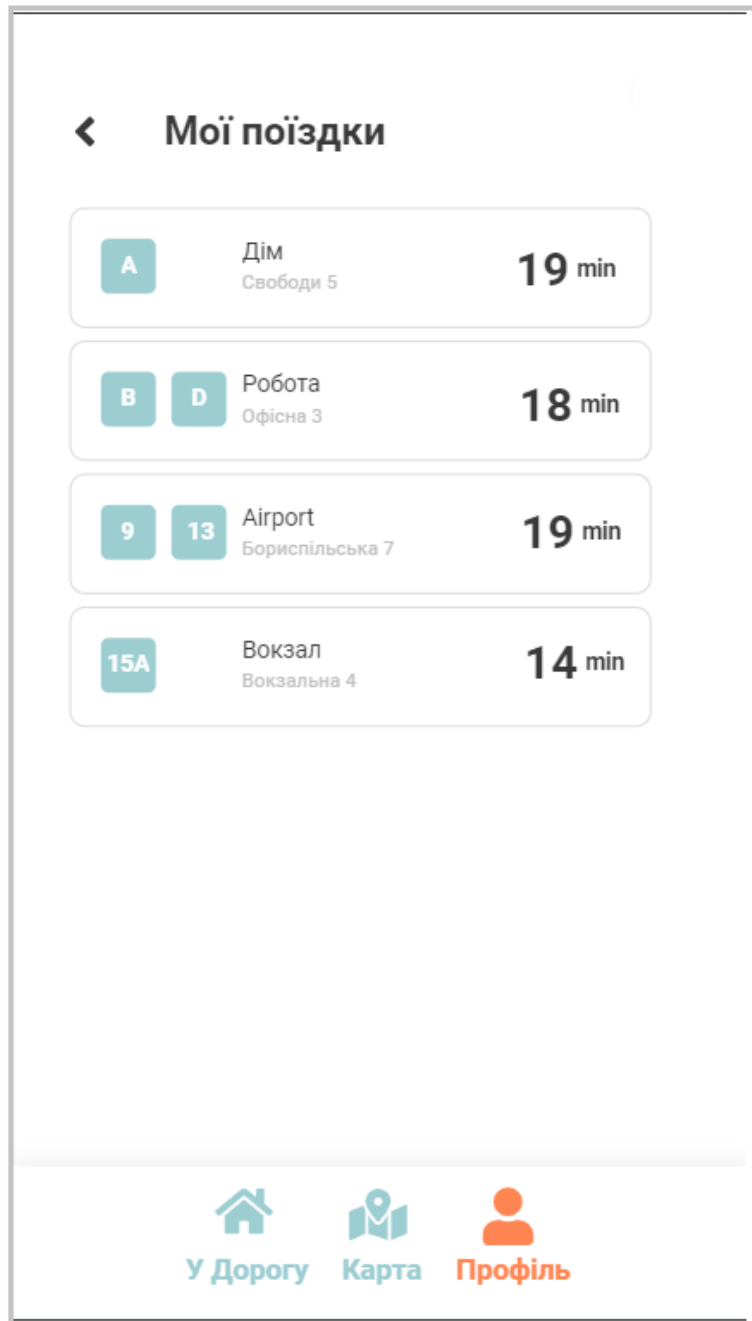 Мої поїздки
A
Дім
Свободи 5
19 min
B D
Робота
Офісна 3
18 min
9 13
Airport
Бориспільська 7
19 min
15A
Вокзал
Вокзальна 4
14 min
У Дорогу Карта Профіль